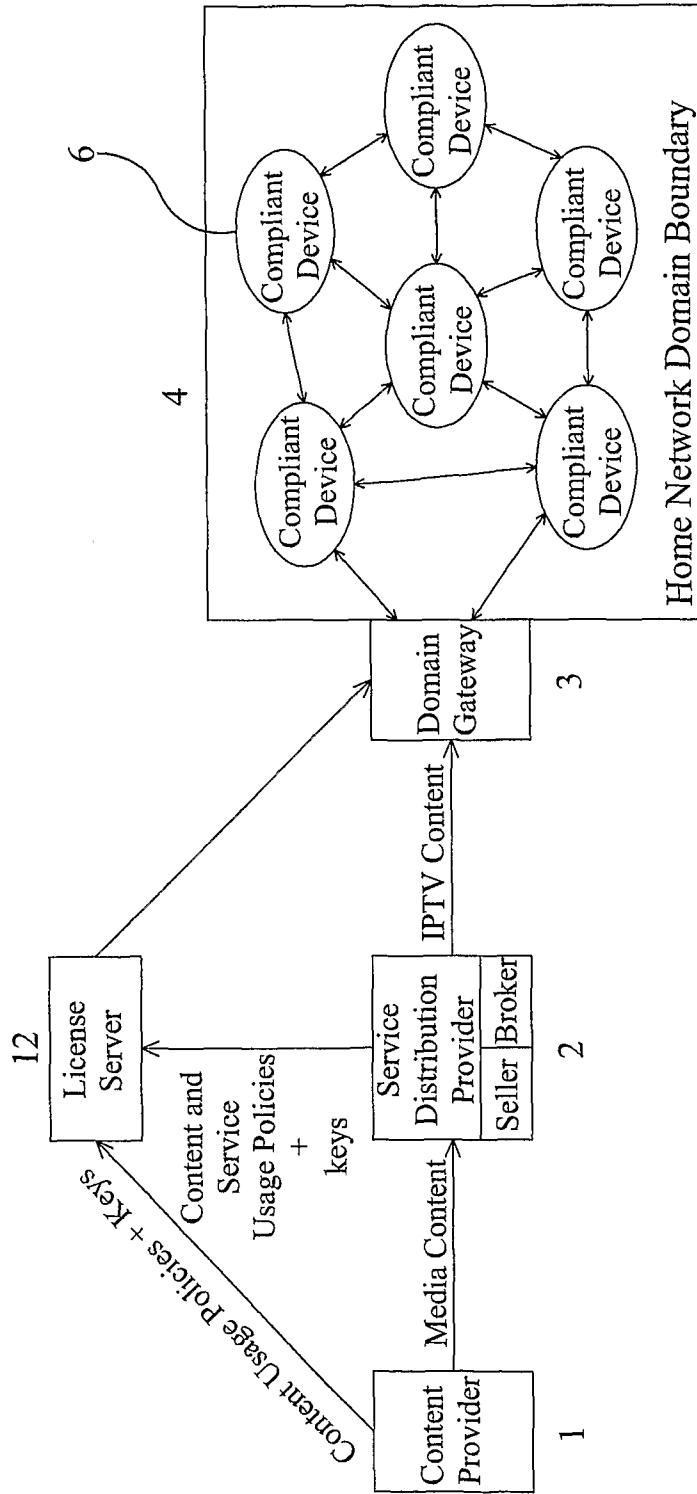 12
License
Server
Content Usage Policies + Keys
Content and
Service
Usage Policies
+
keys
Content
Provider
1
Media Content
Service
Distribution
Provider
Seller
Broker
2
IPTV Content
Domain
Gateway
3
4
6
Compliant
Device
Compliant
Device
Compliant
Device
Compliant
Device
Compliant
Device
Compliant
Device
Home Network Domain Boundary